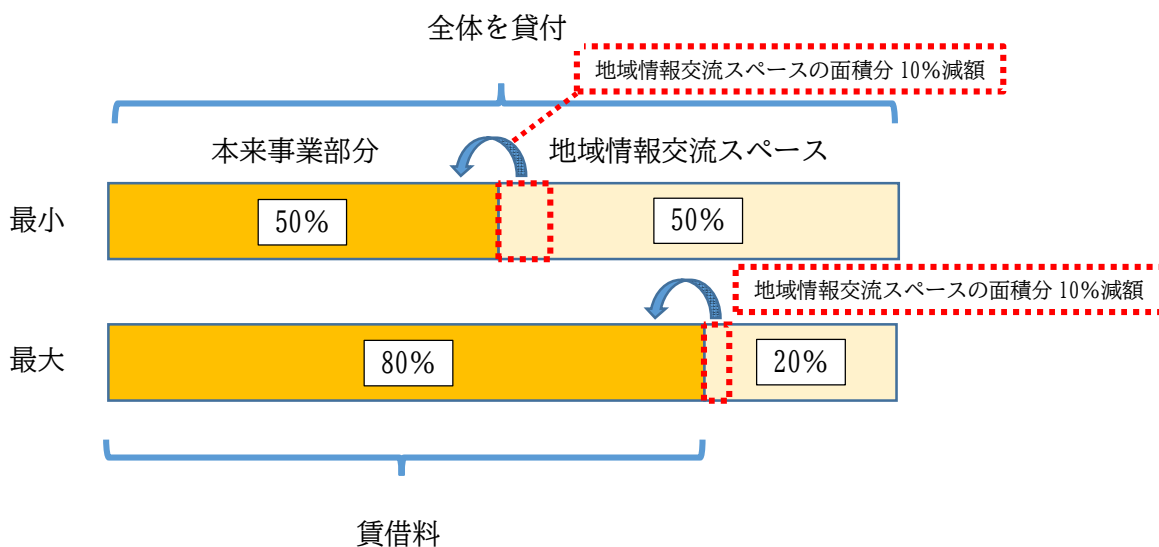 全体を貸付
地域情報交流スペースの面積分 10%減額
本来事業部分
地域情報交流スペース
最小
50%
50%
地域情報交流スペースの面積分 10%減額
最大
80%
20%
賃借料